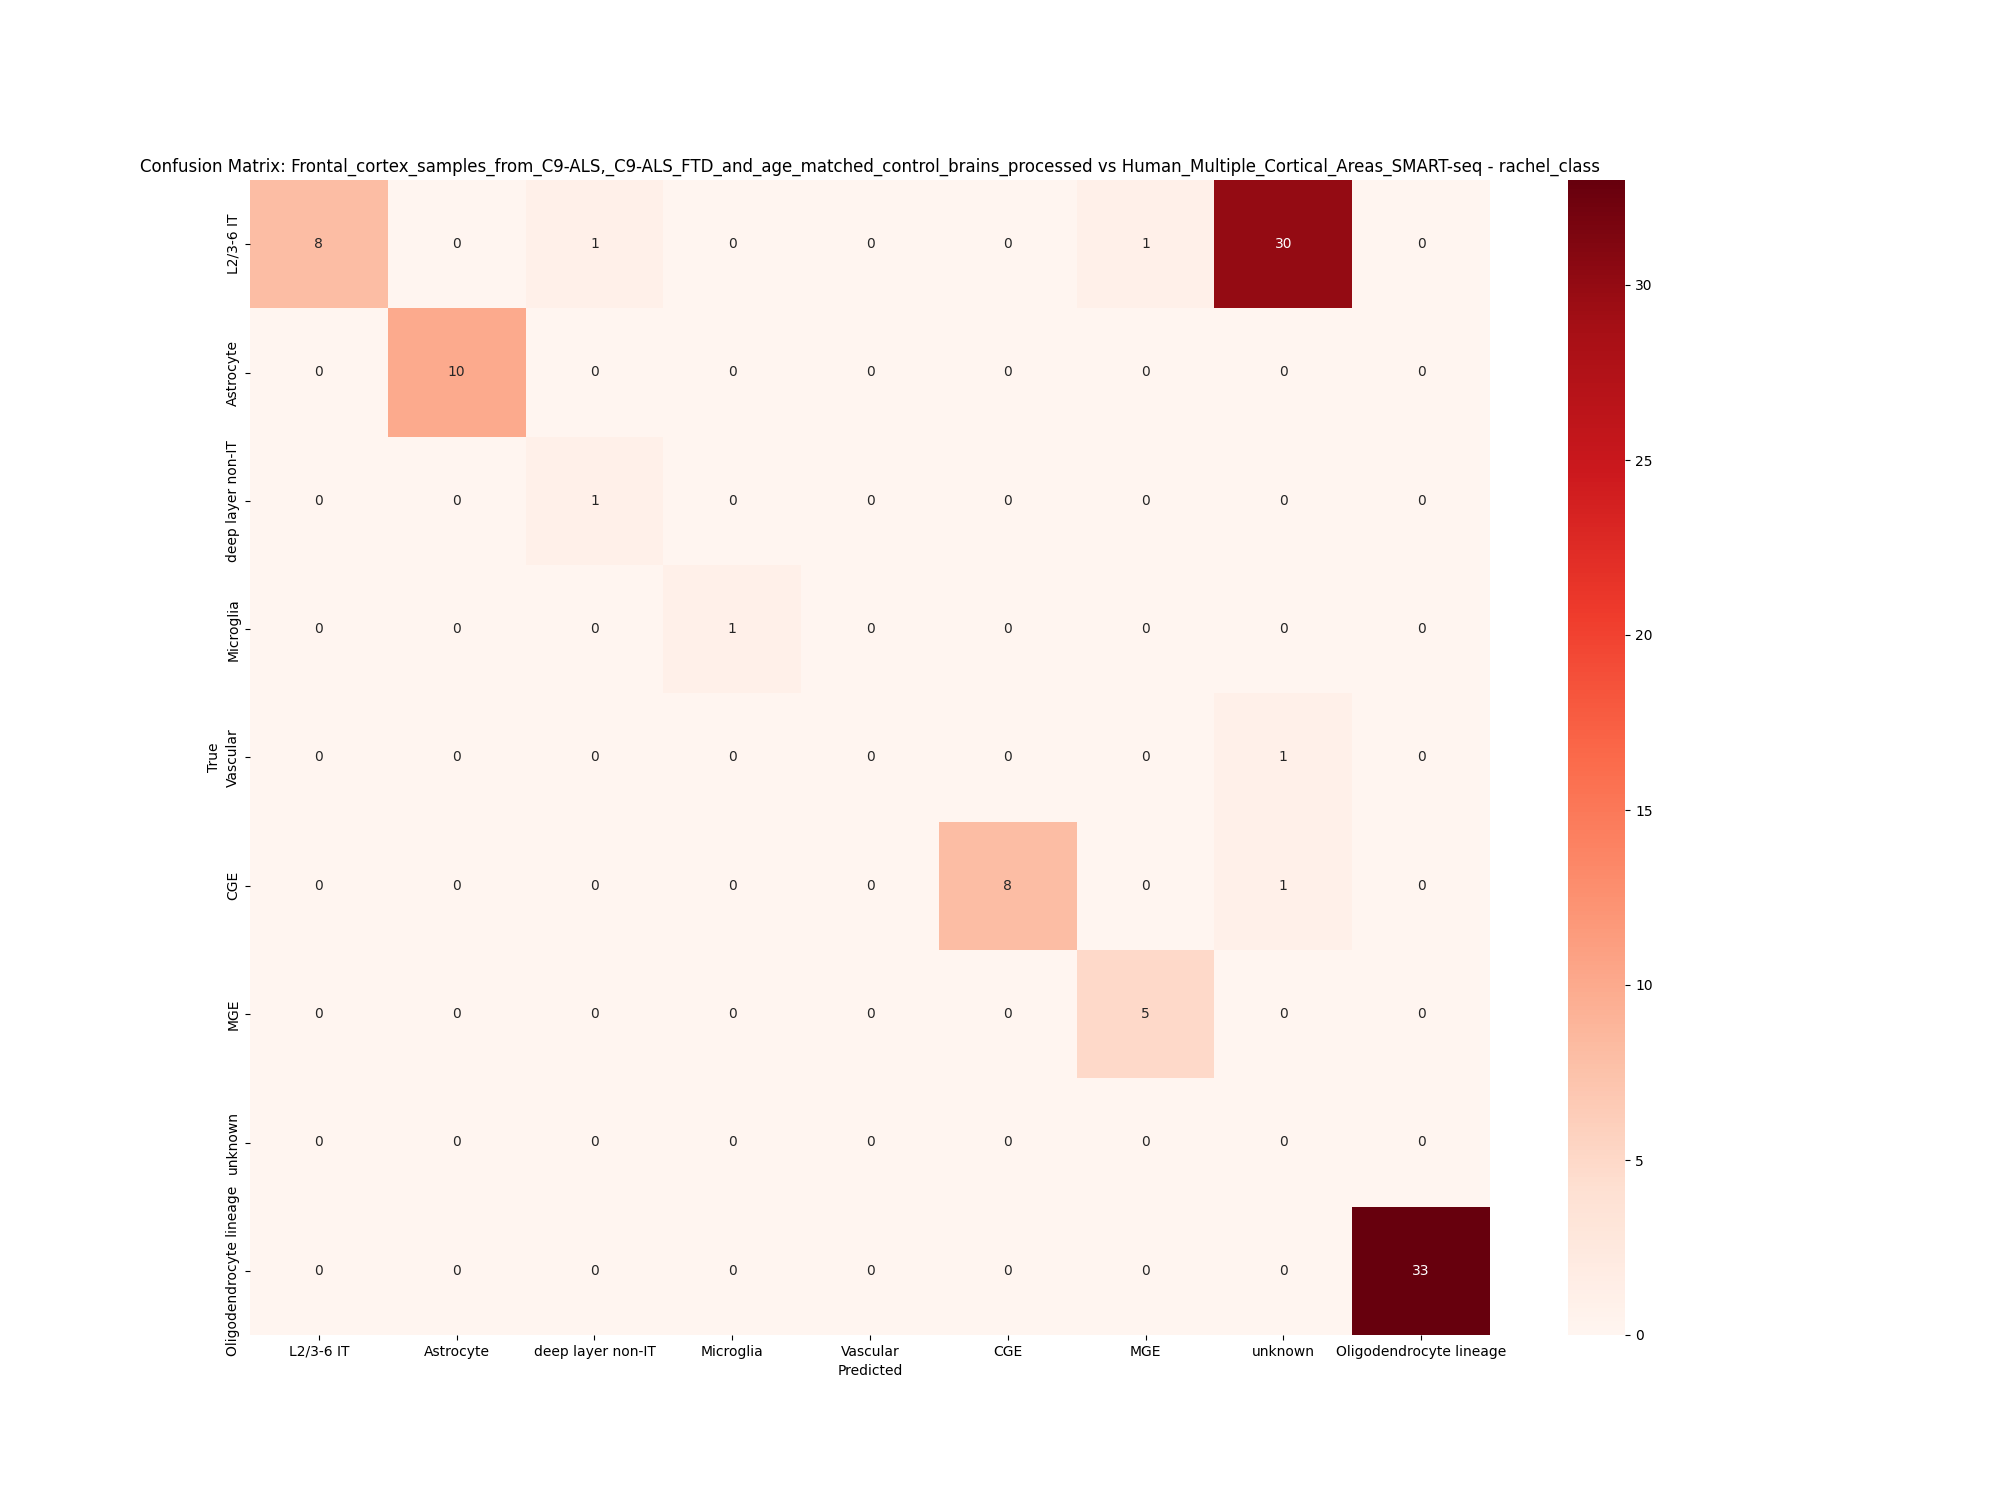 Confusion Matrix: Frontal_cortex_samples_from_C9-ALS,_C9-ALS_FTD_and_age_matched_control_brains_processed vs Human_Multiple_Cortical_Areas_SMART-seq - rachel_class
True
L2/3-6 IT 8 0 1 0 0 0 1 30 0
Astrocyte 0 10 0 0 0 0 0 0 0
deep layer non-IT 0 0 1 0 0 0 0 0 0
Microglia 0 0 0 1 0 0 0 0 0
Vascular 0 0 0 0 0 0 0 1 0
CGE 0 0 0 0 0 8 0 1 0
MGE 0 0 0 0 0 0 5 0 0
unknown 0 0 0 0 0 0 0 0 0
Oligodendrocyte lineage 0 0 0 0 0 0 0 0 33
L2/3-6 IT Astrocyte deep layer non-IT Microglia Vascular CGE MGE unknown Oligodendrocyte lineage
Predicted
30
25
20
15
10
5
0